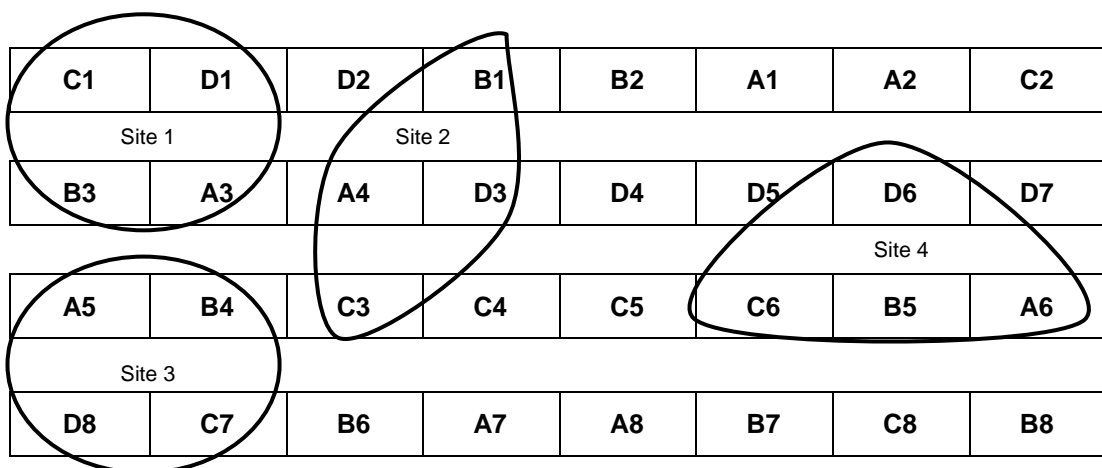 C1 D1 D2 B1 B2 A1 A2 C2
Site 1 Site 2
B3 A3 A4 D3 D4 D5 D6 D7
Site 4
A5 B4 C3 C4 C5 C6 B5 A6
Site 3
D8 C7 B6 A7 A8 B7 C8 B8